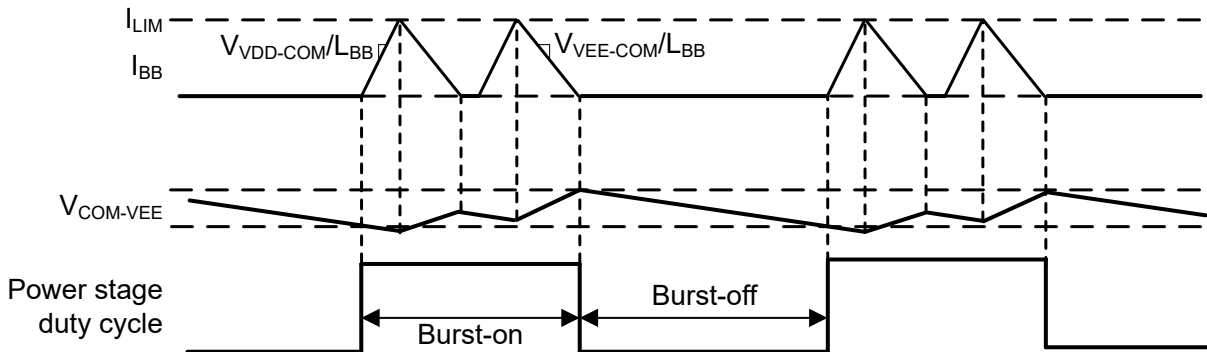 I_LIM
V_VDD-COM/L_BB
V_VEE-COM/L_BB
I_BB
V_COM-VEE
Power stage
duty cycle
Burst-on
Burst-off